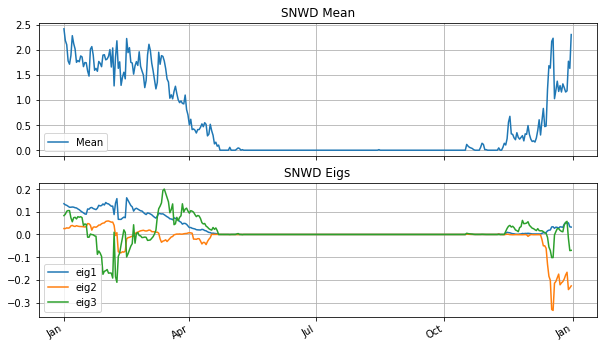 SNWD Mean
2.5
2.0
1.5
1.0
0.5
0.0
Mean
SNWD Eigs
0.2
0.1
0.0
−0.1
−0.2
−0.3
eig1
eig2
eig3
Jan
Apr
Jul
Oct
Jan